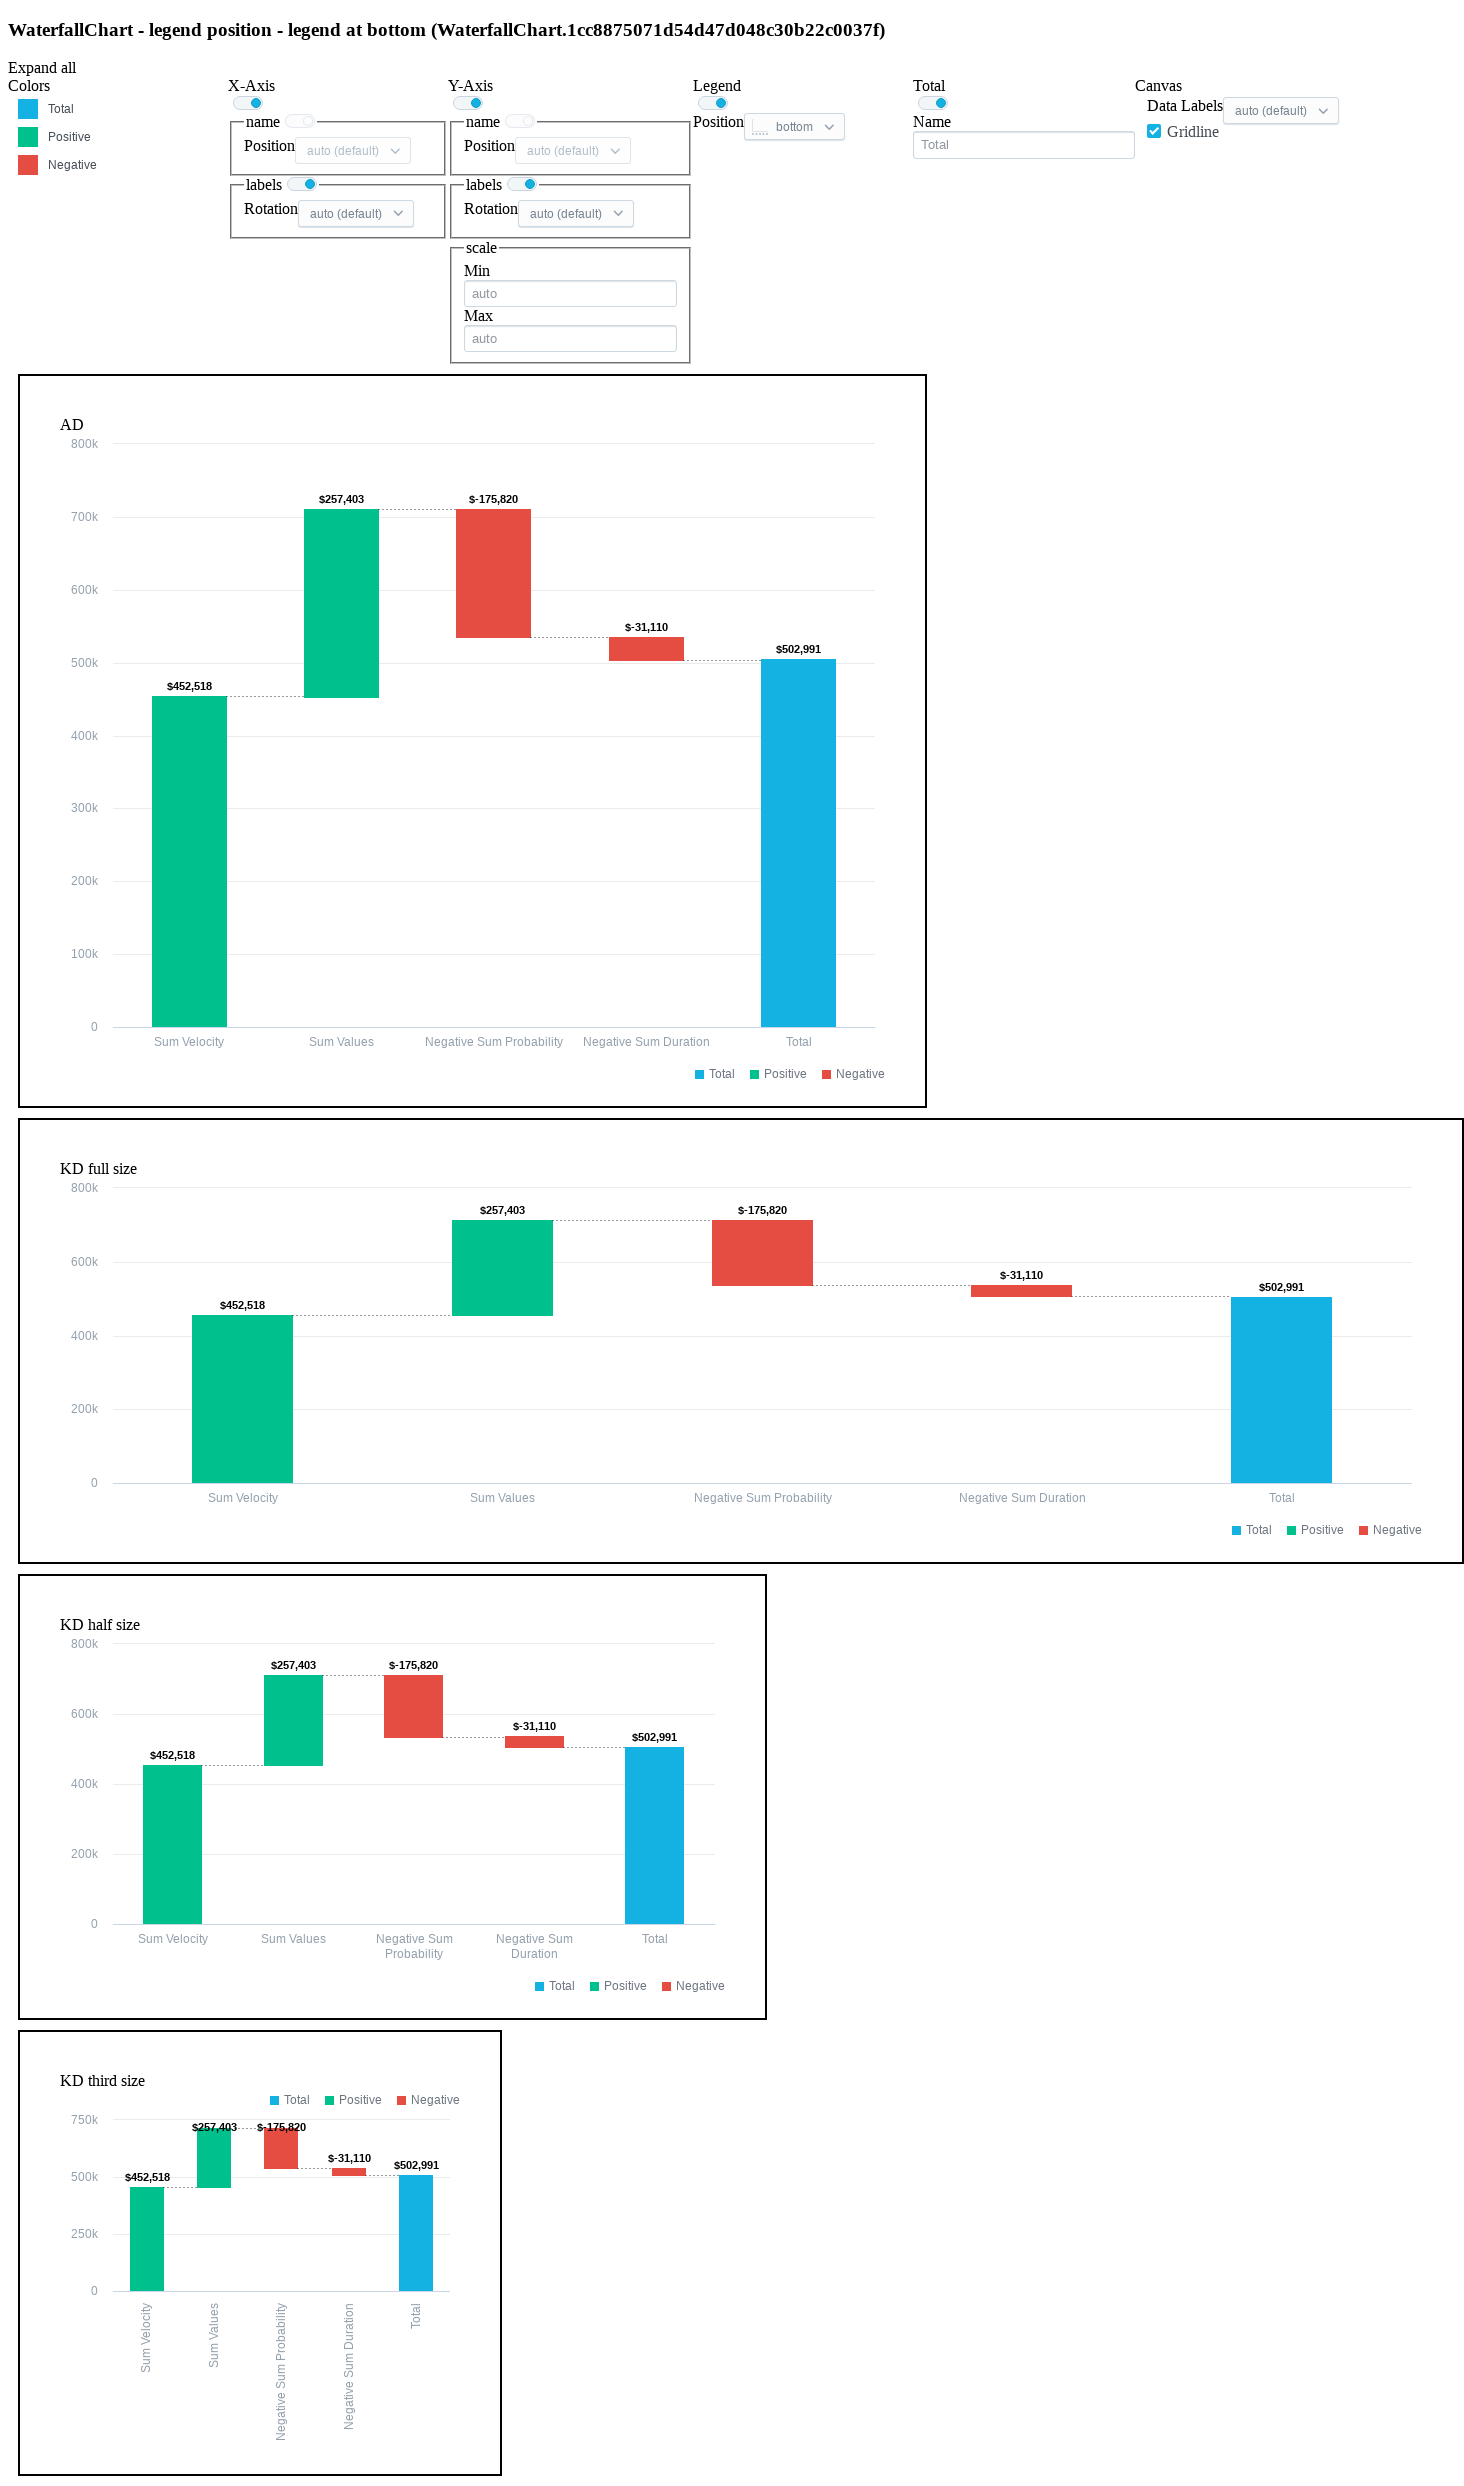 WaterfallChart - legend position - legend at bottom (WaterfallChart.1cc8875071d54d47d048c30b22c0037f)
Expand all
Colors
Total
Positive
Negative
X-Axis
name
Position auto (default)
labels
Rotation auto (default)
Y-Axis
name
Position auto (default)
labels
Rotation auto (default)
scale
Min
auto
Max
auto
Legend
Position bottom
Total
Name
Total
Canvas
Data Labels auto (default)
Gridline
AD
800k
700k
600k
500k
400k
300k
200k
100k
0
$452,518
$257,403
$-175,820
$-31,110
$502,991
Sum Velocity
Sum Values
Negative Sum Probability
Negative Sum Duration
Total
Total Positive Negative
KD full size
800k
600k
400k
200k
0
$452,518
$257,403
$-175,820
$-31,110
$502,991
Sum Velocity
Sum Values
Negative Sum Probability
Negative Sum Duration
Total
Total Positive Negative
KD half size
800k
600k
400k
200k
0
$452,518
$257,403
$-175,820
$-31,110
$502,991
Sum Velocity
Sum Values
Negative Sum
Probability
Negative Sum
Duration
Total
Total Positive Negative
KD third size
Total Positive Negative
750k
500k
250k
0
$452,518
$257,403
$-175,820
$-31,110
$502,991
Sum Velocity
Sum Values
Negative Sum Probability
Negative Sum Duration
Total